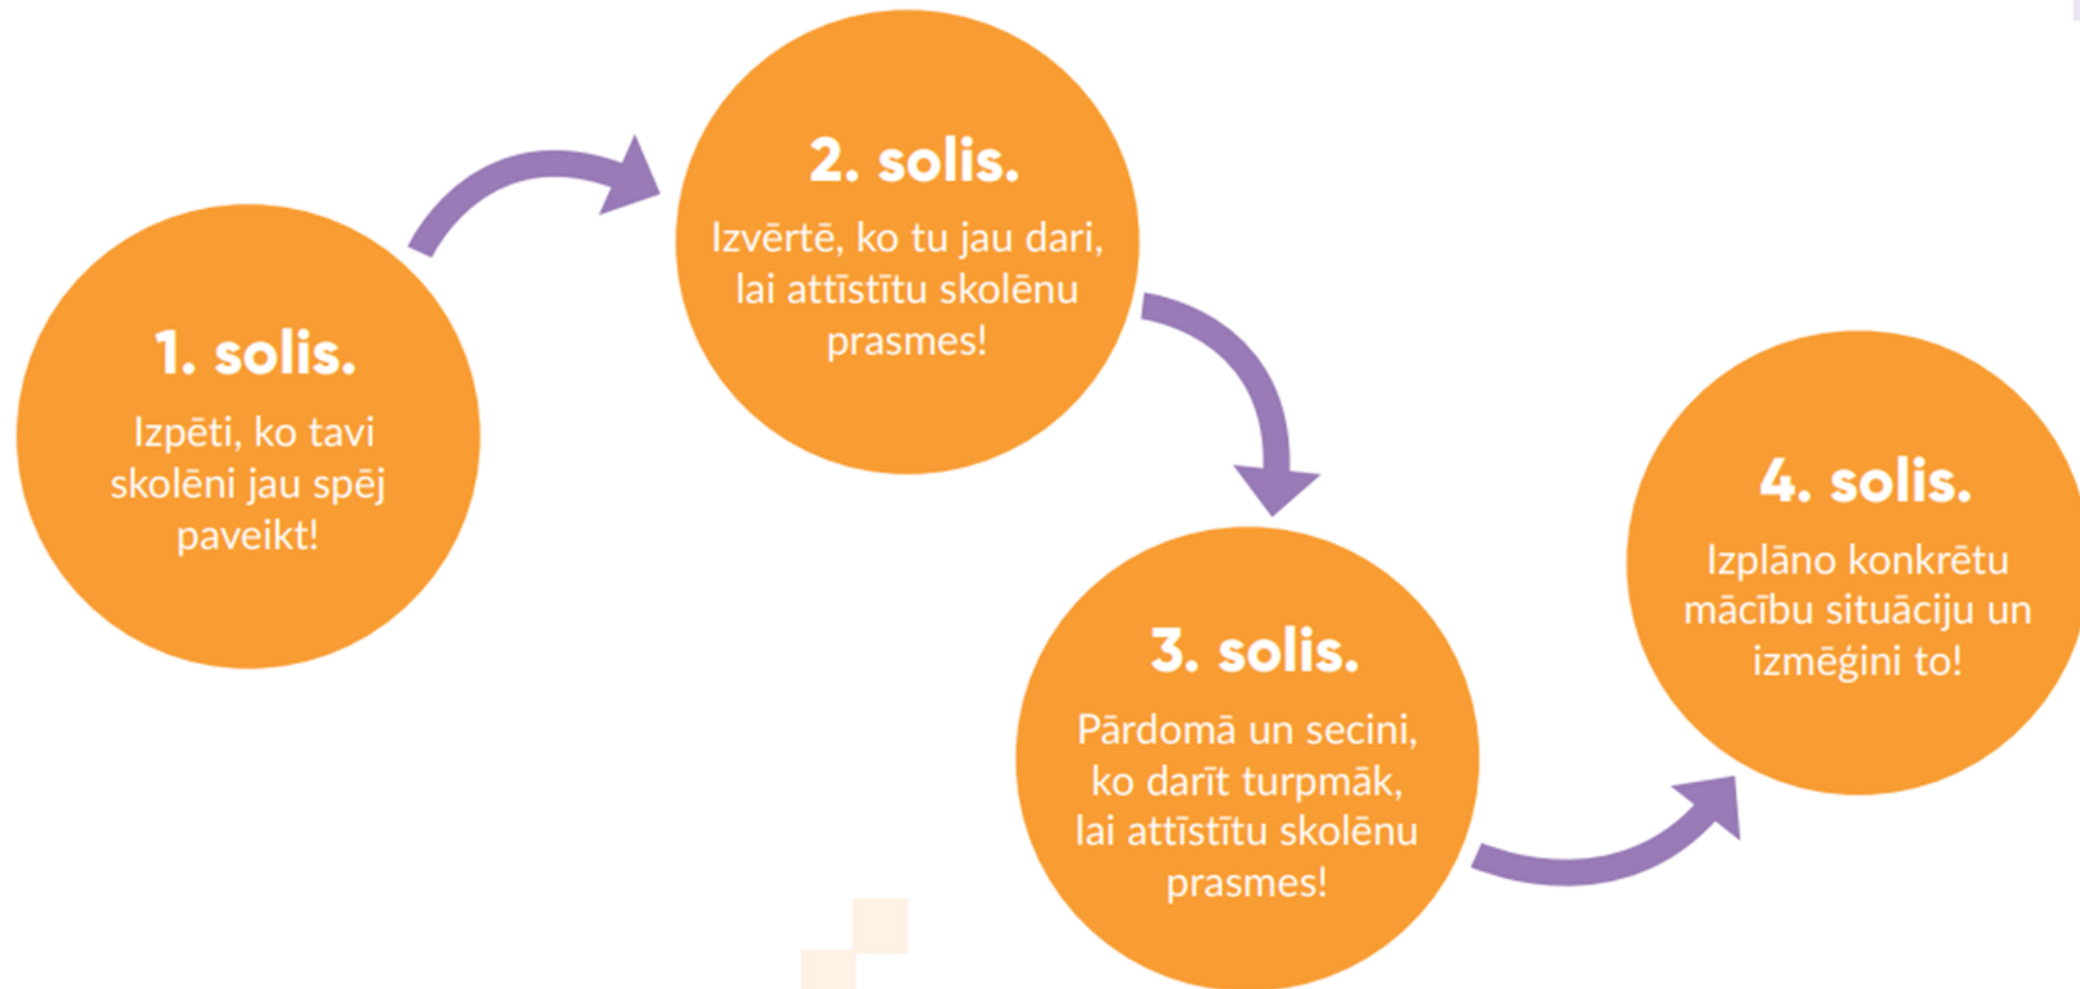 1. solis.
Izpēti, ko tavi
skolēni jau spēj
paveikt!
2. solis.
Izvērtē, ko tu jau dari,
lai attīstītu skolēnu
prasmes!
3. solis.
Pārdomā un secini,
ko darīt turpmāk,
lai attīstītu skolēnu
prasmes!
4. solis.
Izplāno konkrētu
mācību situāciju un
izmēģini to!